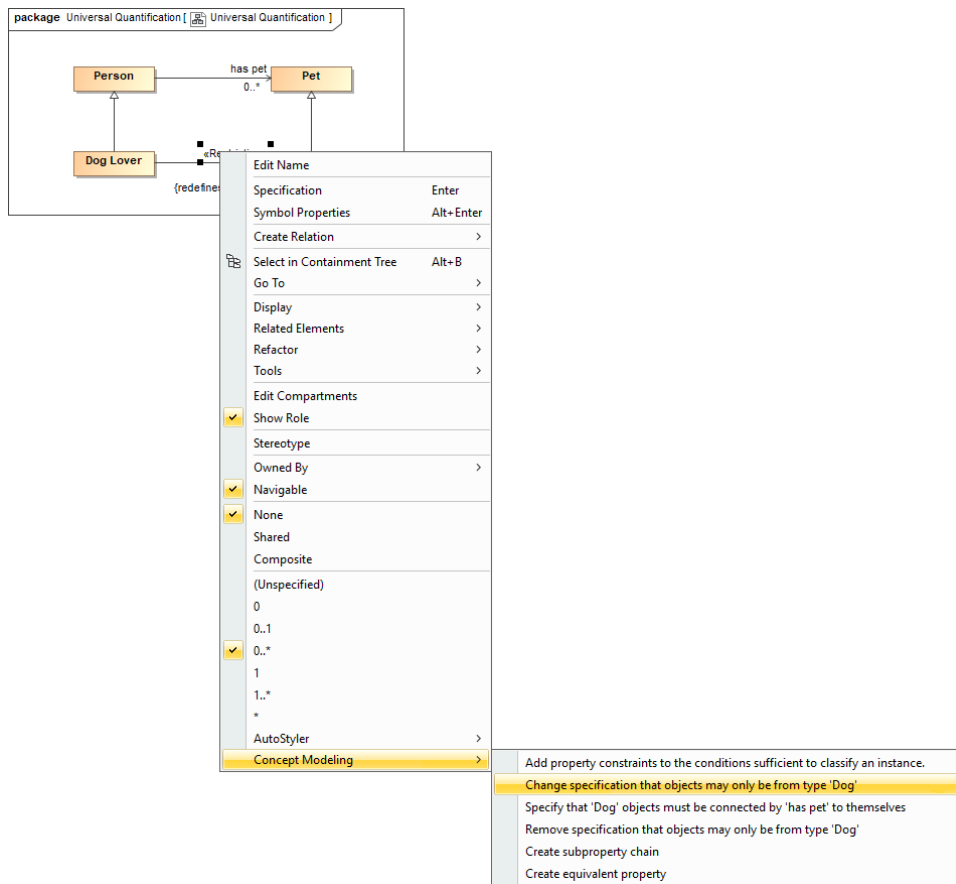 package Universal Quantification [ Universal Quantification ]
Person
has pet
0..*
Pet
Dog Lover
{redefines
Edit Name
Specification Enter
Symbol Properties Alt+Enter
Create Relation
Select in Containment Tree Alt+B
Go To
Display
Related Elements
Refactor
Tools
Edit Compartments
Show Role
Stereotype
Owned By
Navigable
None
Shared
Composite
(Unspecified)
0
0..1
0..*
1
1..*
*
AutoStyler
Concept Modeling
Add property constraints to the conditions sufficient to classify an instance.
Change specification that objects may only be from type 'Dog'
Specify that 'Dog' objects must be connected by 'has pet' to themselves
Remove specification that objects may only be from type 'Dog'
Create subproperty chain
Create equivalent property